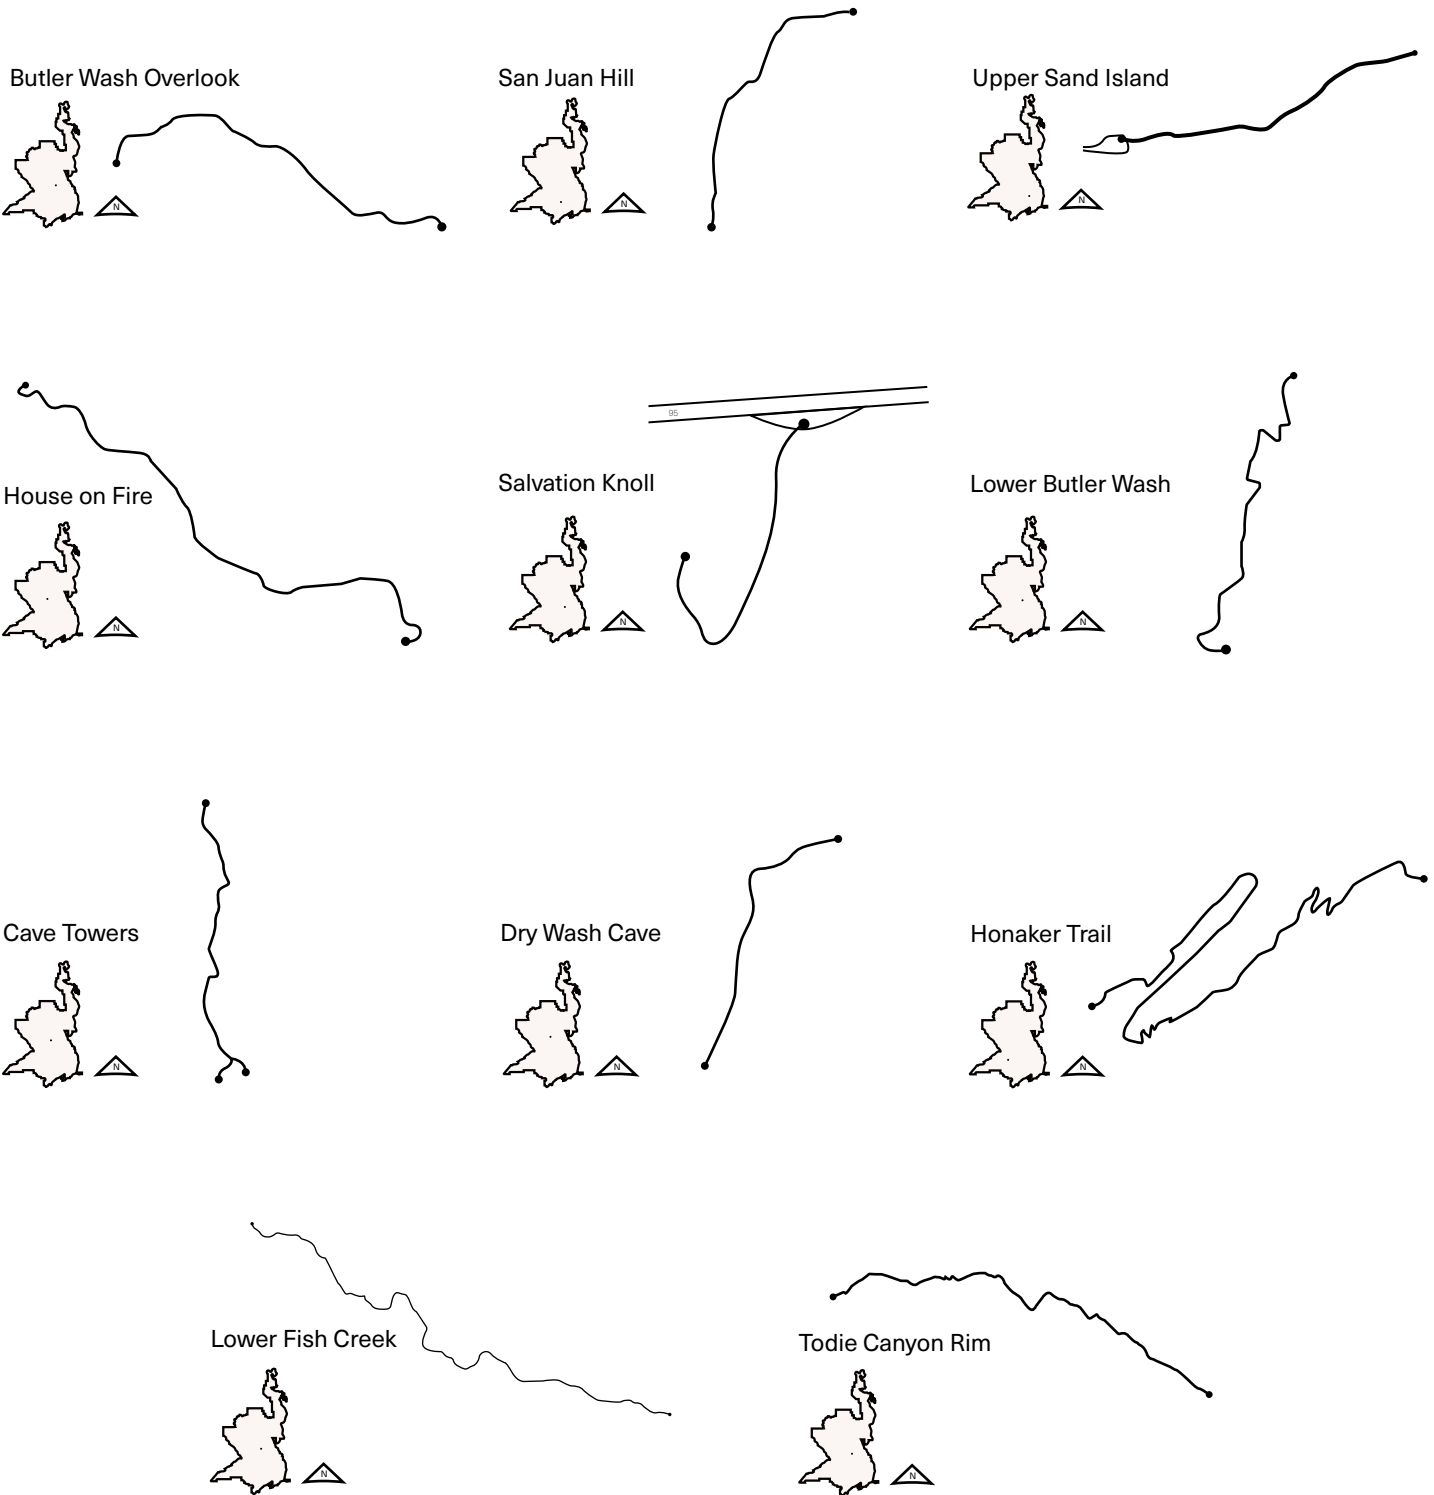 Butler Wash Overlook
N
San Juan Hill
N
Upper Sand Island
N
House on Fire
N
95
Salvation Knoll
N
Lower Butler Wash
N
Cave Towers
N
Dry Wash Cave
N
Honaker Trail
N
Lower Fish Creek
N
Todie Canyon Rim
N